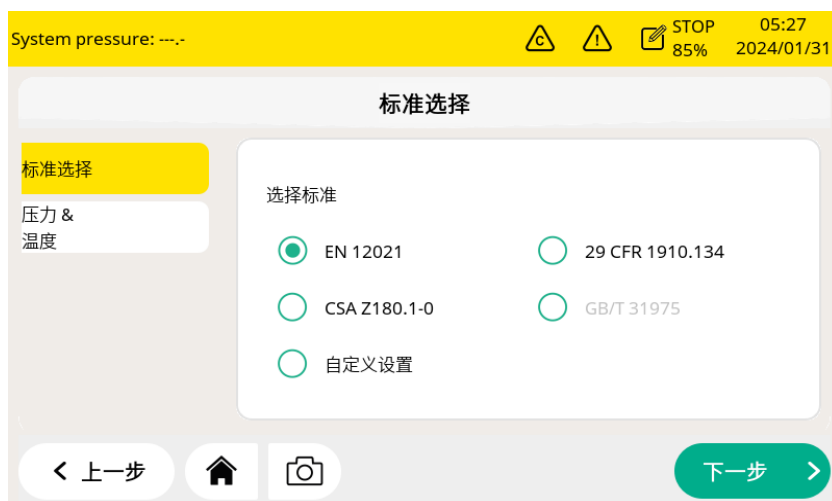 System pressure: ---.-
STOP
85%
05:27
2024/01/31
标准选择
标准选择
压力 &
温度
选择标准
EN 12021
29 CFR 1910.134
CSA Z180.1-0
GB/T 31975
自定义设置
上一步
下一步